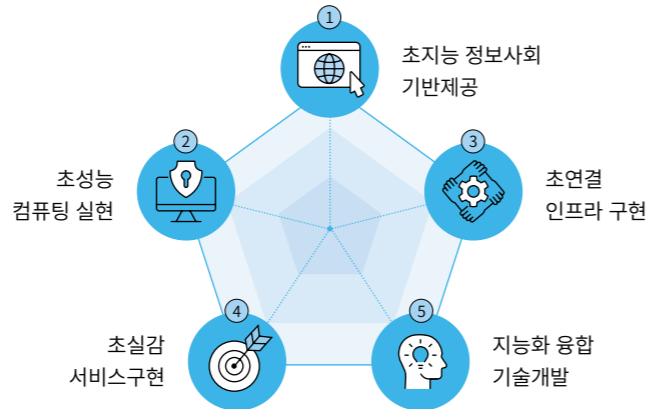 1
초지능 정보사회
기반제공
2
초성능
컴퓨팅 실현
3
초연결
인프라 구현
4
초실감
서비스구현
5
지능화 융합
기술개발